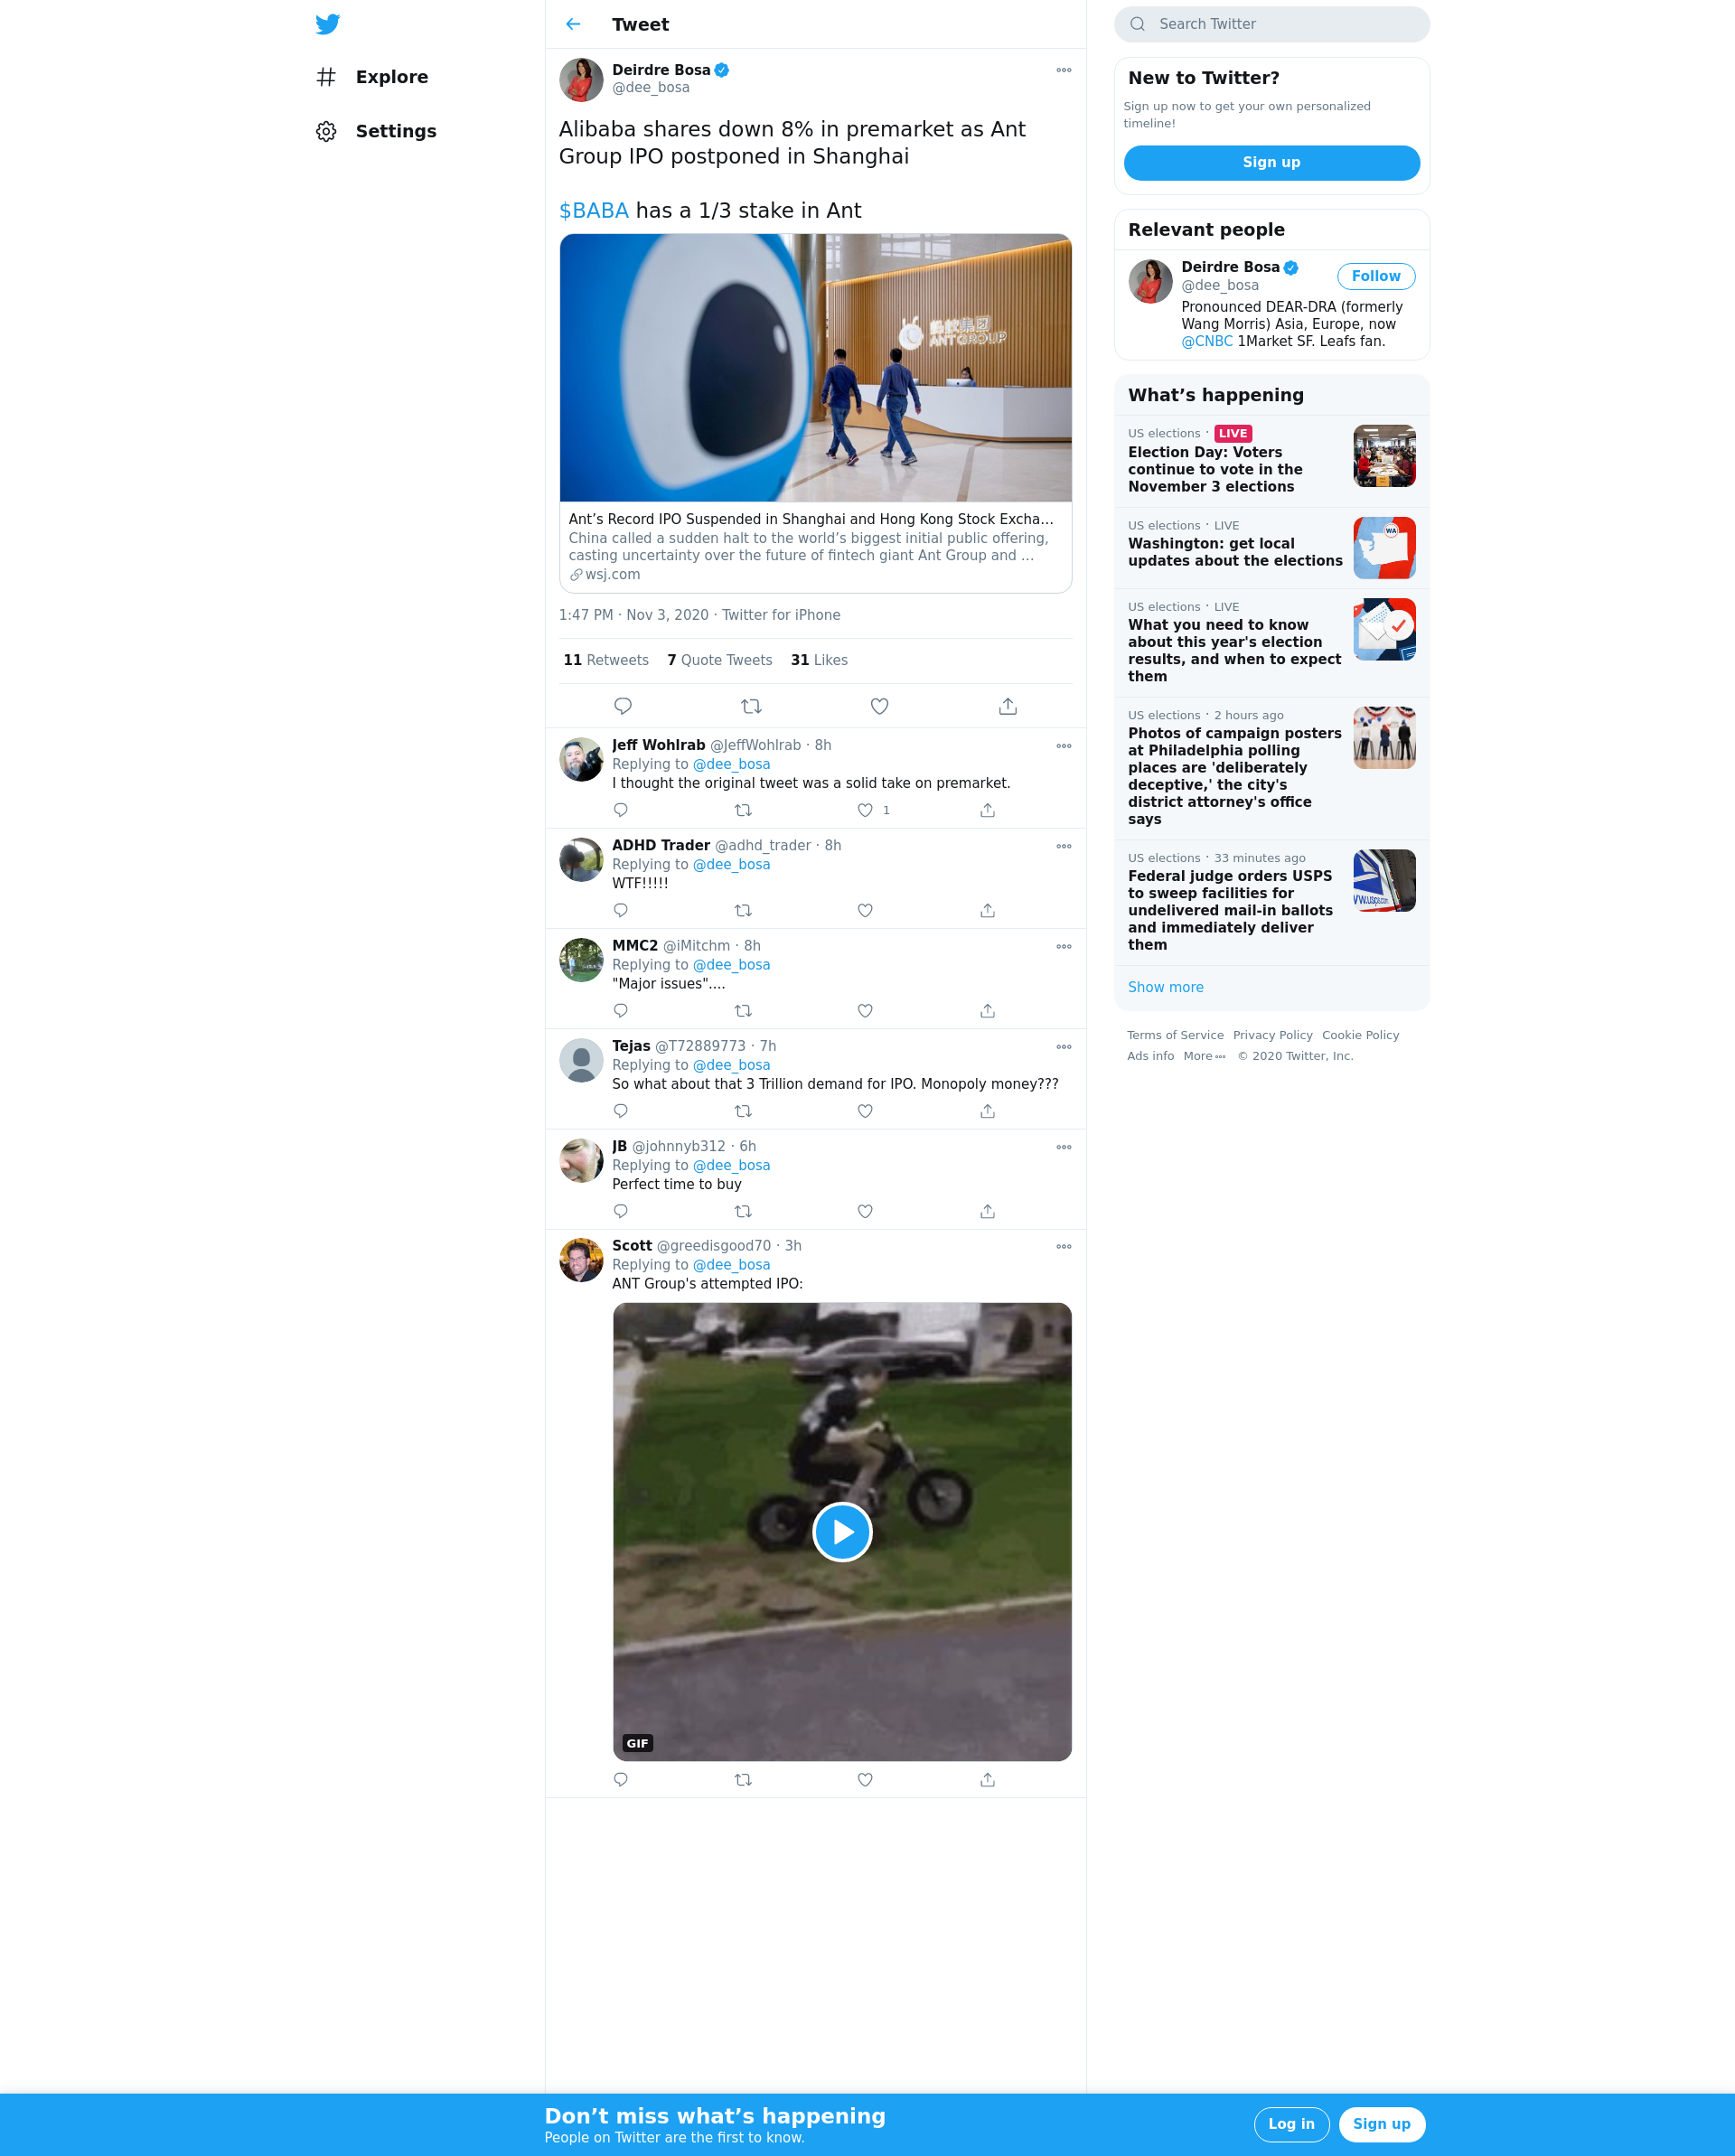 Explore
Settings
Tweet
Deirdre Bosa
@dee_bosa
Alibaba shares down 8% in premarket as Ant
Group IPO postponed in Shanghai
$BABA has a 1/3 stake in Ant
蚂蚁集团
ANT GROUP
Ant’s Record IPO Suspended in Shanghai and Hong Kong Stock Excha…
China called a sudden halt to the world’s biggest initial public offering,
casting uncertainty over the future of fintech giant Ant Group and …
wsj.com
1:47 PM · Nov 3, 2020 · Twitter for iPhone
11 Retweets 7 Quote Tweets 31 Likes
Jeff Wohlrab @JeffWohlrab · 8h
Replying to @dee_bosa
I thought the original tweet was a solid take on premarket.
1
ADHD Trader @adhd_trader · 8h
Replying to @dee_bosa
WTF!!!!!
MMC2 @iMitchm · 8h
Replying to @dee_bosa
"Major issues"....
Tejas @T72889773 · 7h
Replying to @dee_bosa
So what about that 3 Trillion demand for IPO. Monopoly money???
JB @johnnyb312 · 6h
Replying to @dee_bosa
Perfect time to buy
Scott @greedisgood70 · 3h
Replying to @dee_bosa
ANT Group's attempted IPO:
GIF
Search Twitter
New to Twitter?
Sign up now to get your own personalized
timeline!
Sign up
Relevant people
Deirdre Bosa
@dee_bosa
Follow
Pronounced DEAR-DRA (formerly
Wang Morris) Asia, Europe, now
@CNBC 1Market SF. Leafs fan.
What’s happening
US elections · LIVE
Election Day: Voters
continue to vote in the
November 3 elections
US elections · LIVE
Washington: get local
updates about the elections
WA
US elections · LIVE
What you need to know
about this year's election
results, and when to expect
them
US elections · 2 hours ago
Photos of campaign posters
at Philadelphia polling
places are 'deliberately
deceptive,' the city's
district attorney's office
says
US elections · 33 minutes ago
Federal judge orders USPS
to sweep facilities for
undelivered mail-in ballots
and immediately deliver
them
Show more
Terms of Service Privacy Policy Cookie Policy
Ads info More © 2020 Twitter, Inc.
Don’t miss what’s happening
People on Twitter are the first to know.
Log in
Sign up